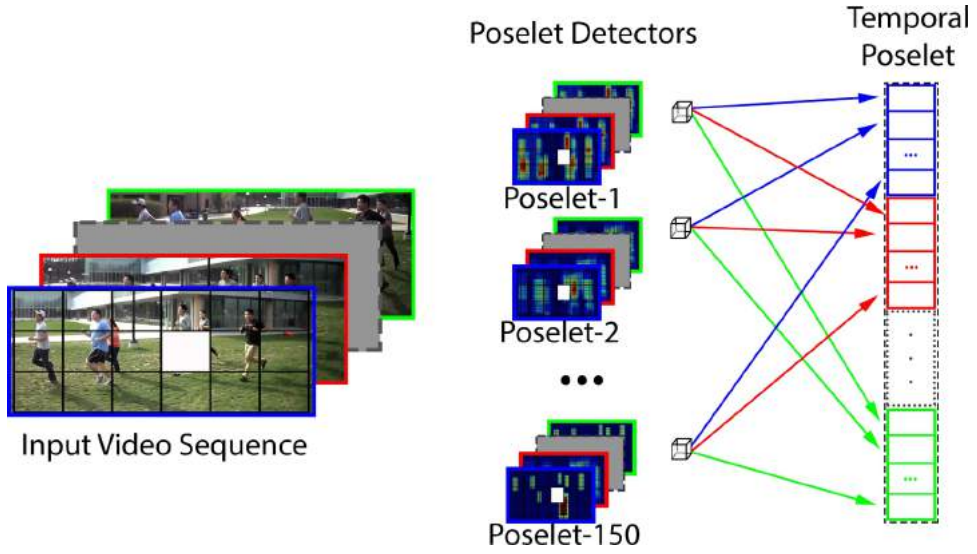 Poselet Detectors
Temporal
Poselet
Poselet-1
...
Poselet-2
...
Input Video Sequence
...
Poselet-150
...